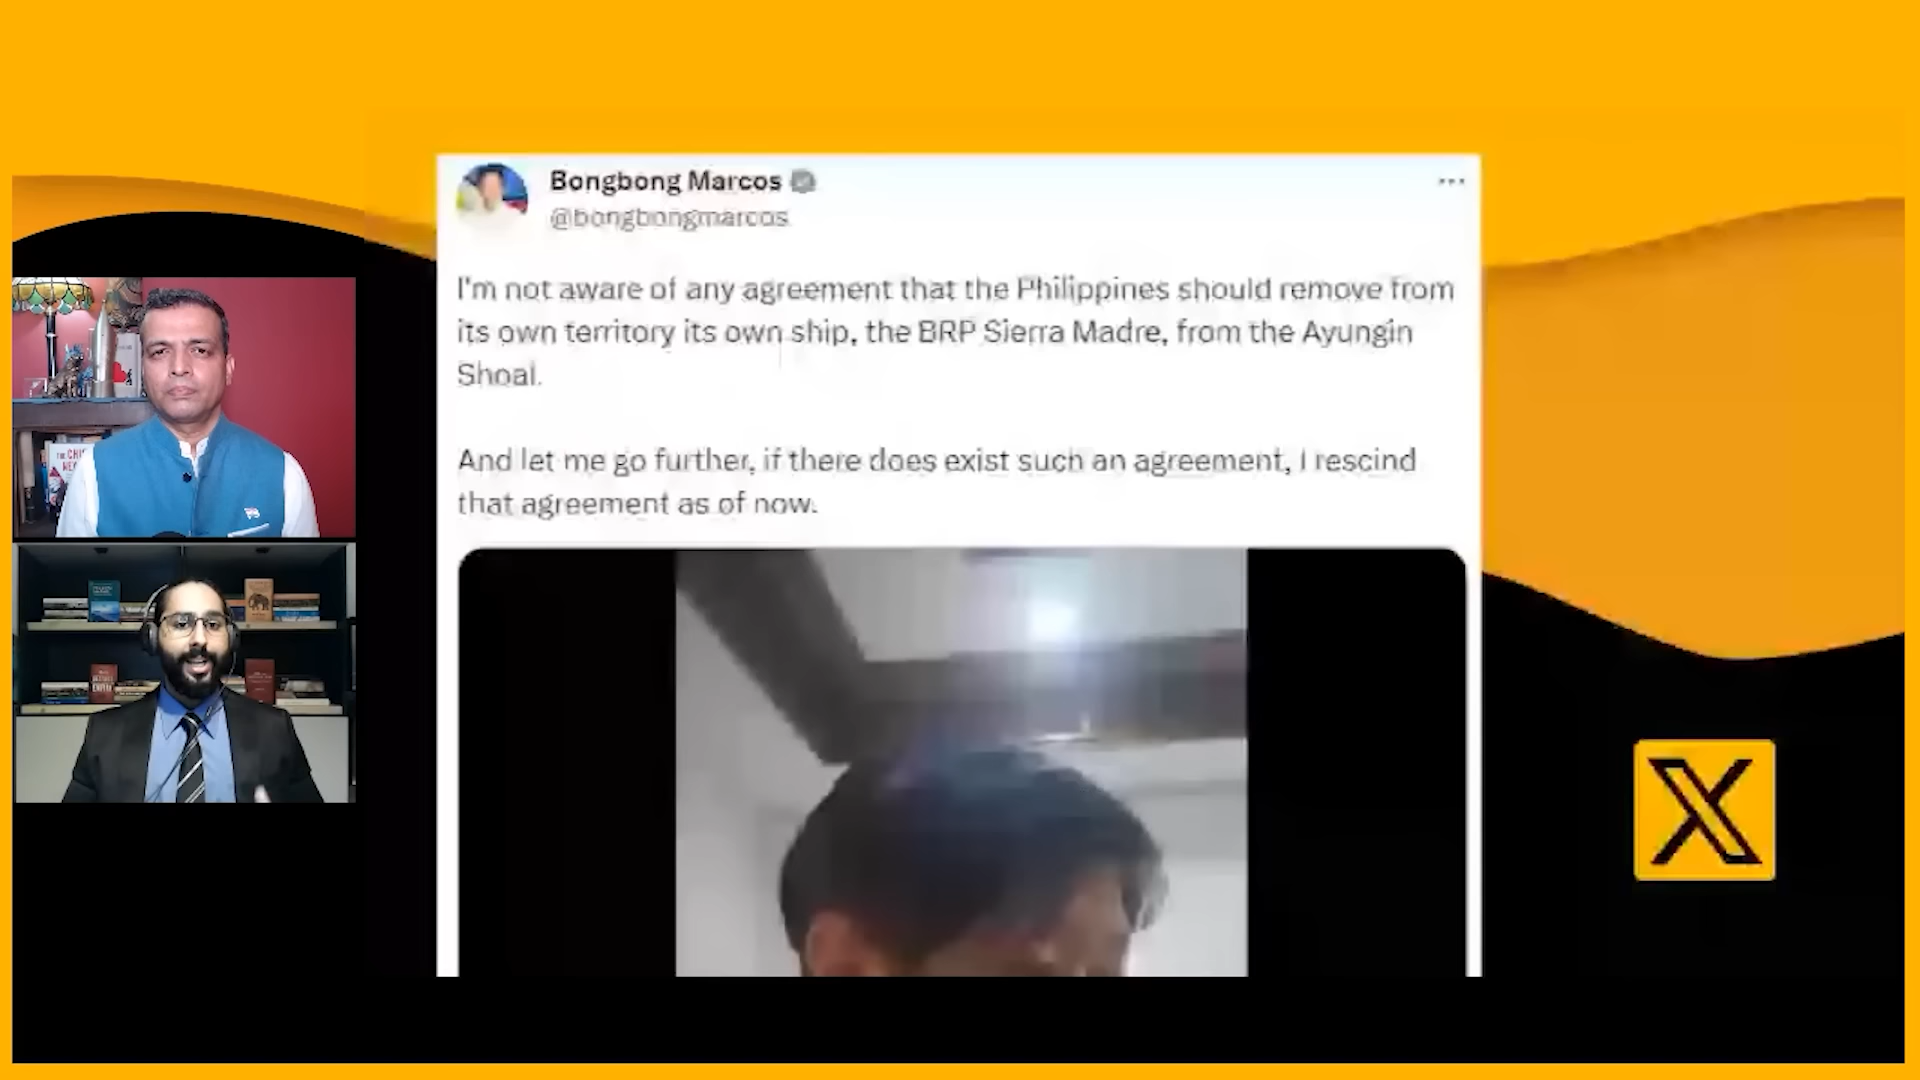 Bongbong Marcos
@bongbongmarcos
I'm not aware of any agreement that the Philippines should remove from
its own territory its own ship, the BRP Sierra Madre, from the Ayungin
Shoal.
And let me go further, if there does exist such an agreement, I rescind
that agreement as of now.